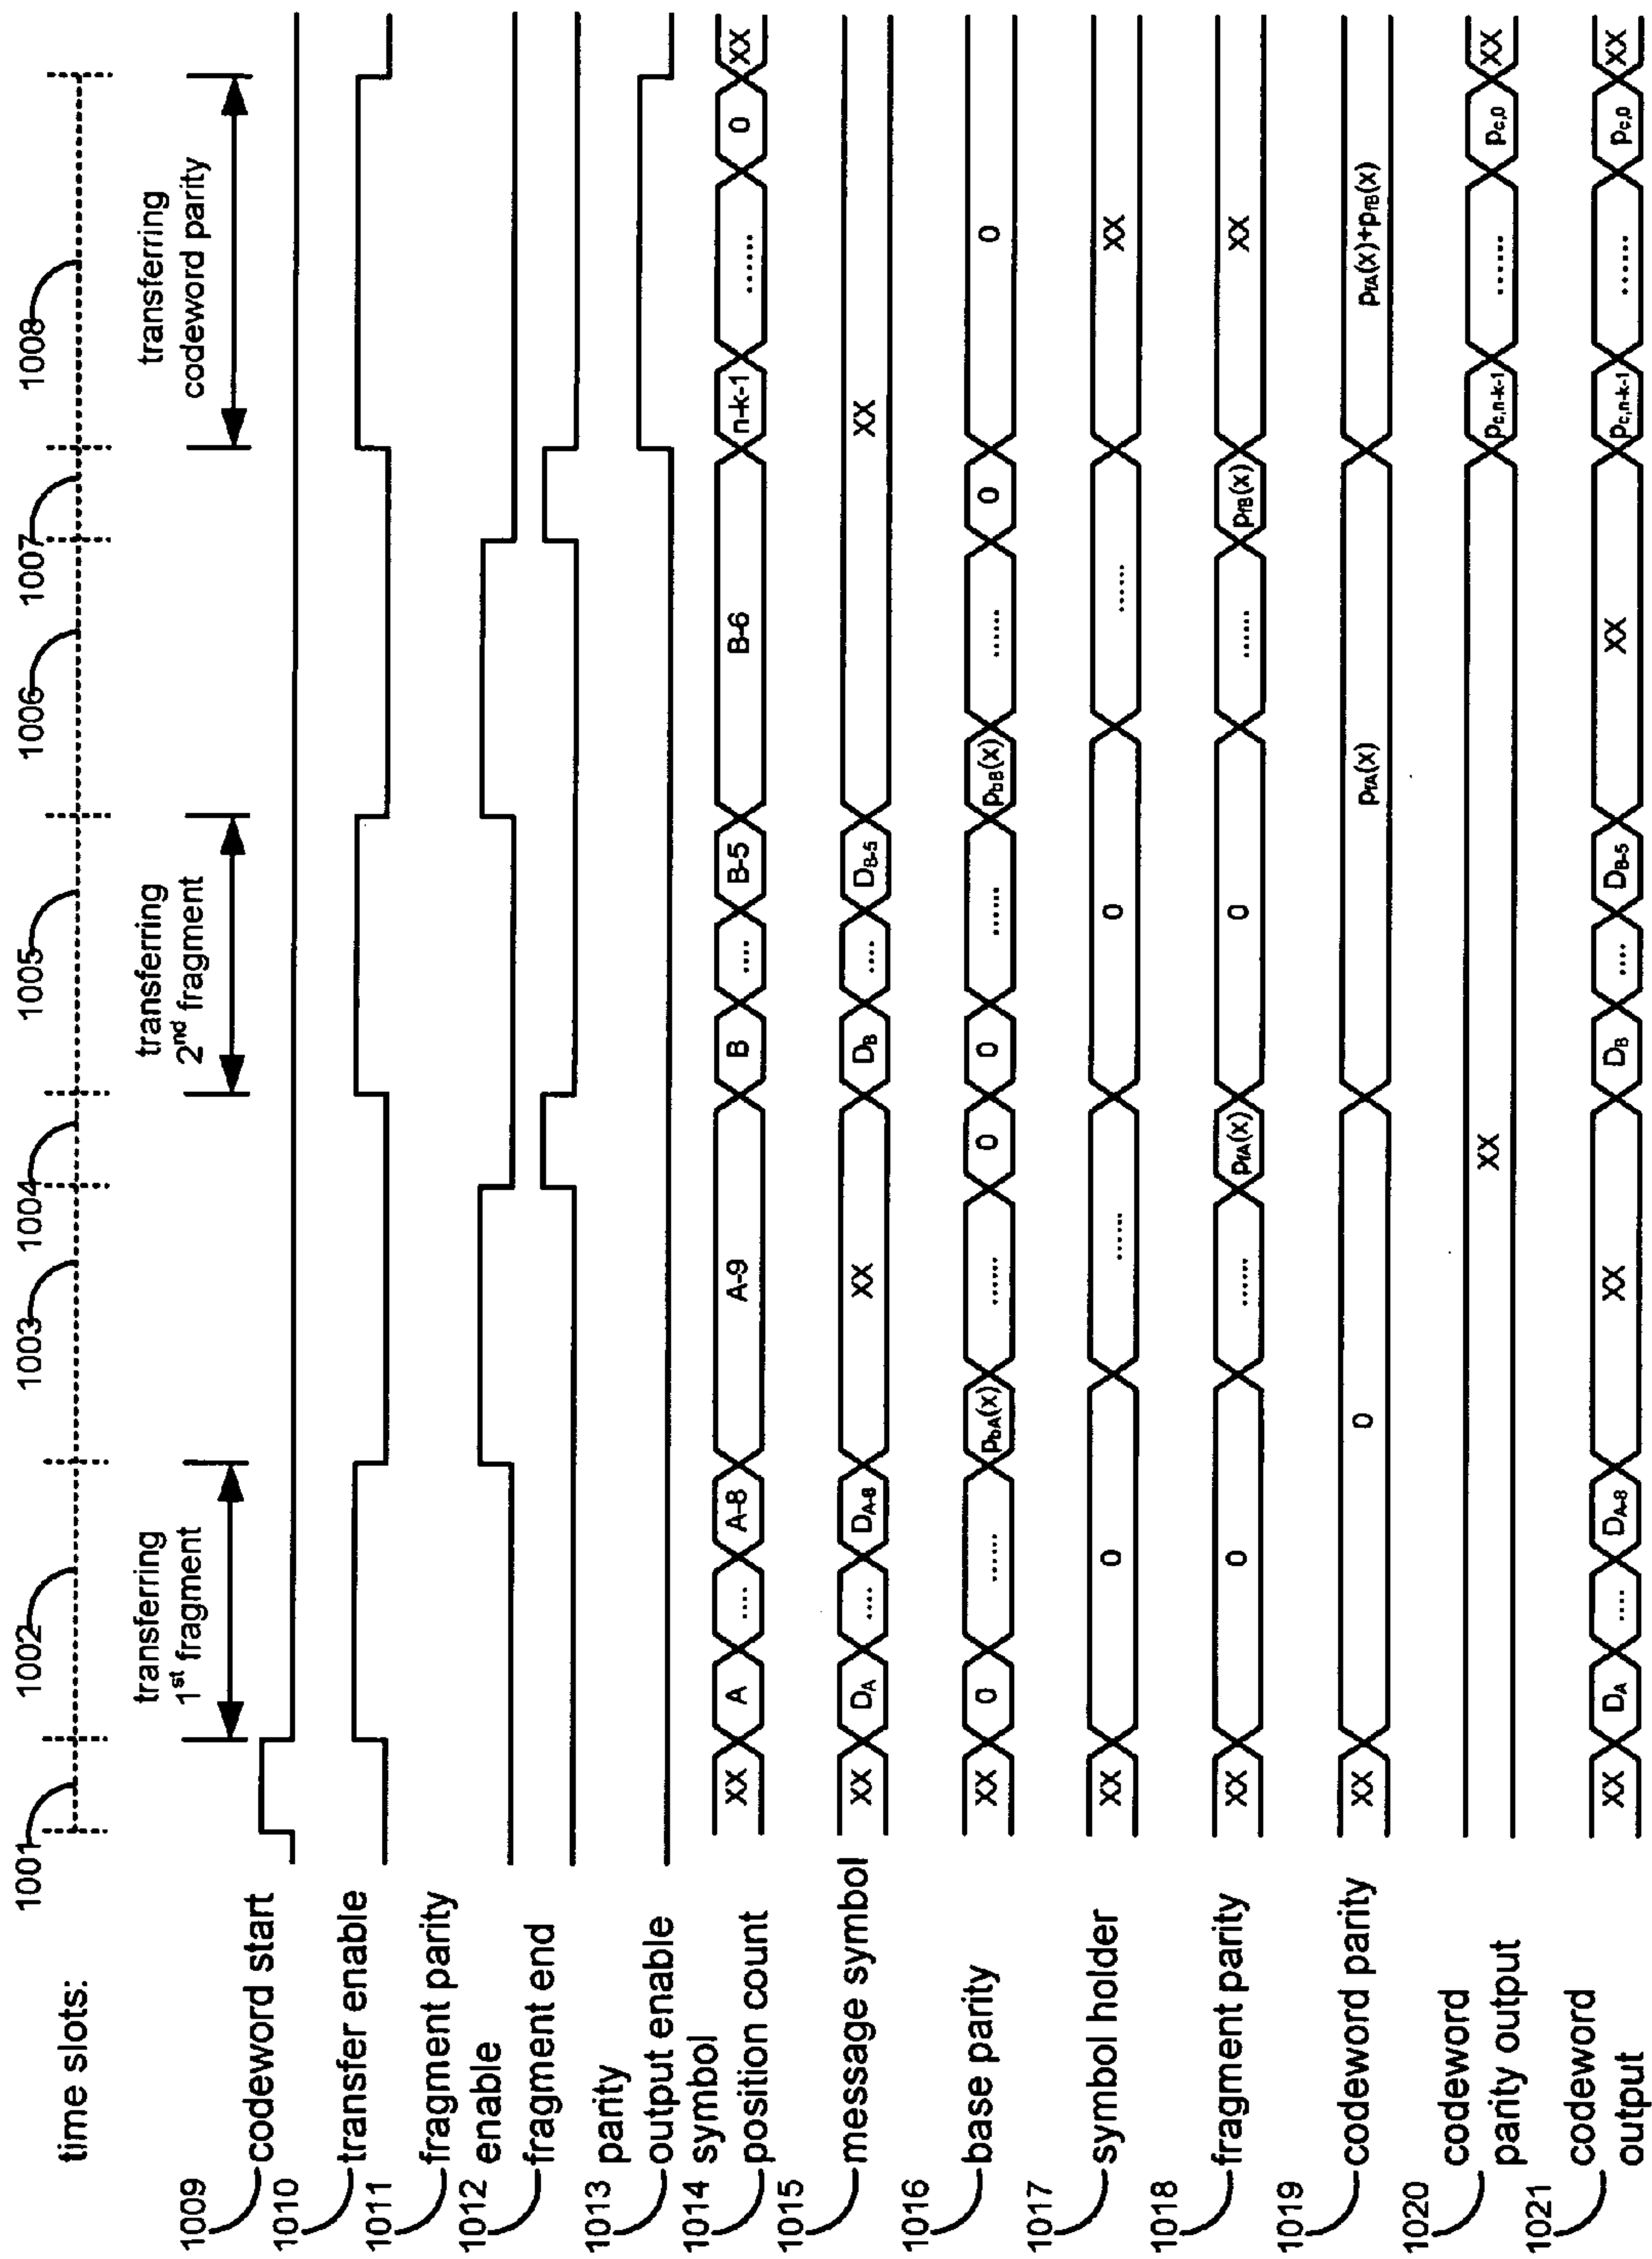 time slots:
1001
1002
1003
1004
1005
1006
1007
1008
transferring
1st fragment
transferring
2nd fragment
transferring
codeword parity
1009
codeword start
1010
transfer enable
1011
fragment parity
enable
1012
fragment end
1013
parity
output enable
1014
symbol
position count
XX A .... A-8 A-9 B .... B-5 B-6 n-k-1 ...... 0 XX
1015
message symbol
XX DA .... DA-8 XX DB .... DB-5 XX
1016
base parity
XX 0 ...... pbA(x) ...... 0 0 ...... pbB(x) ...... 0 0
1017
symbol holder
XX 0 ...... 0 ...... XX
1018
fragment parity
XX 0 ...... pfA(x) 0 ...... pfB(x) XX
1019
codeword parity
XX 0 pfA(x) pfA(x)+pfB(x)
1020
codeword
parity output
XX pc,n-k-1 ...... pc,0 XX
1021
codeword
output
XX DA .... DA-8 XX DB .... DB-5 XX pc,n-k-1 ...... pc,0 XX